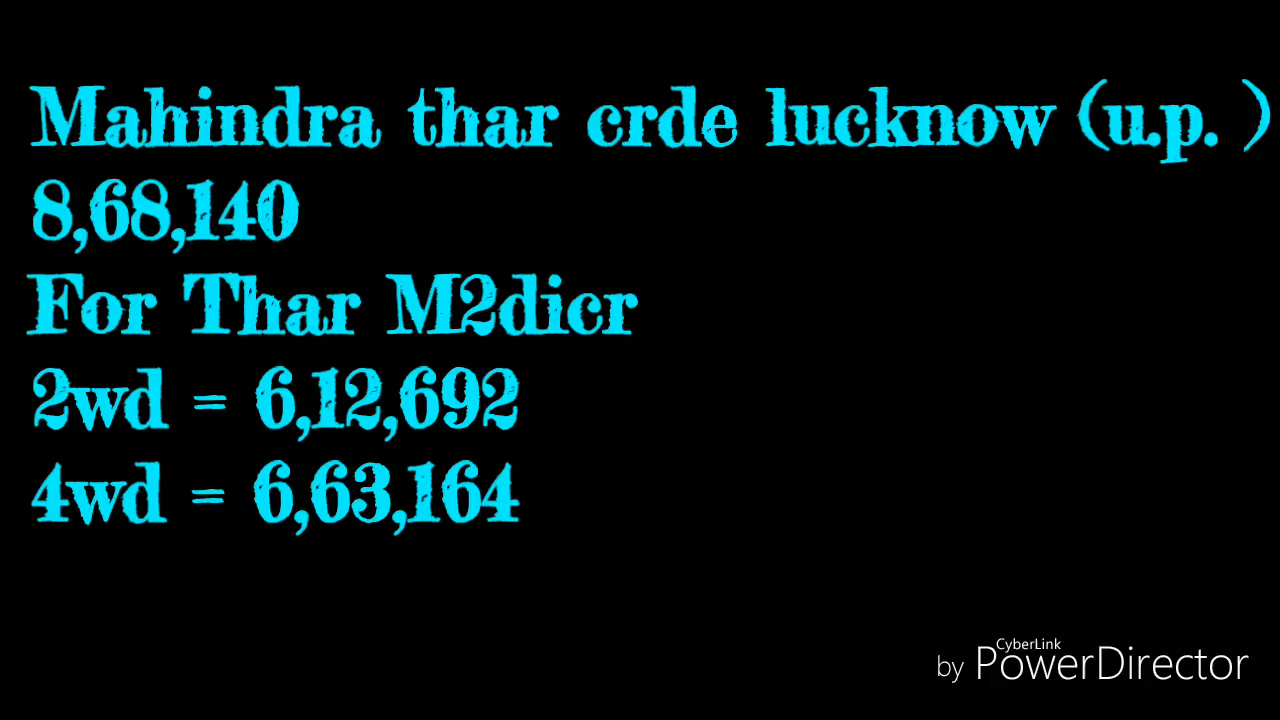 Mahindra thar crde lucknow (u.p. )
8,68,140
For Thar M2dicr
2wd = 6,12,692
4wd = 6,63,164
CyberLink
by PowerDirector